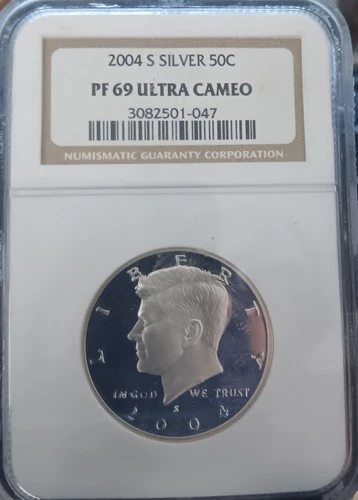 2004 S SILVER 50C
PF 69 ULTRA CAMEO
3082501-047
NUMISMATIC GUARANTY CORPORATION
LIBERTY
IN GOD WE TRUST
S
2004